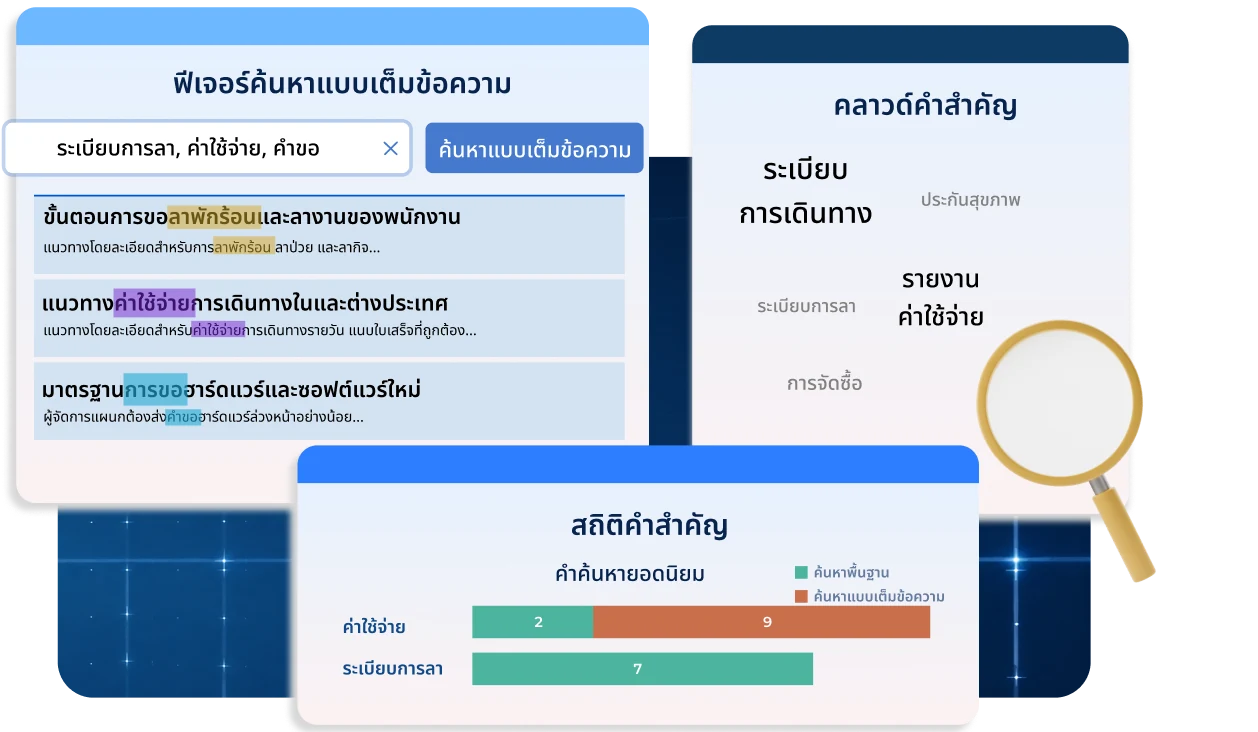 ฟีเจอร์ค้นหาแบบเต็มข้อความ
ระเบียบการลา, ค่าใช้จ่าย, คำขอ
ค้นหาแบบเต็มข้อความ
ขั้นตอนการขอลาพักร้อนและลางานของพนักงาน
แนวทางโดยละเอียดสำหรับการลาพักร้อน ลาป่วย และลากิจ...
แนวทางค่าใช้จ่ายการเดินทางในและต่างประเทศ
แนวทางโดยละเอียดสำหรับค่าใช้จ่ายการเดินทางรายวัน แนบใบเสร็จที่ถูกต้อง...
มาตรฐานการขอฮาร์ดแวร์และซอฟต์แวร์ใหม่
ผู้จัดการแผนกต้องส่งคำขอฮาร์ดแวร์ล่วงหน้าอย่างน้อย...
คลาวด์คำสำคัญ
ระเบียบ
การเดินทาง
ประกันสุขภาพ
รายงาน
ค่าใช้จ่าย
ระเบียบการลา
การจัดซื้อ
สถิติคำสำคัญ
คำค้นหายอดนิยม
ค้นหาพื้นฐาน
ค้นหาแบบเต็มข้อความ
ค่าใช้จ่าย 2 9
ระเบียบการลา 7